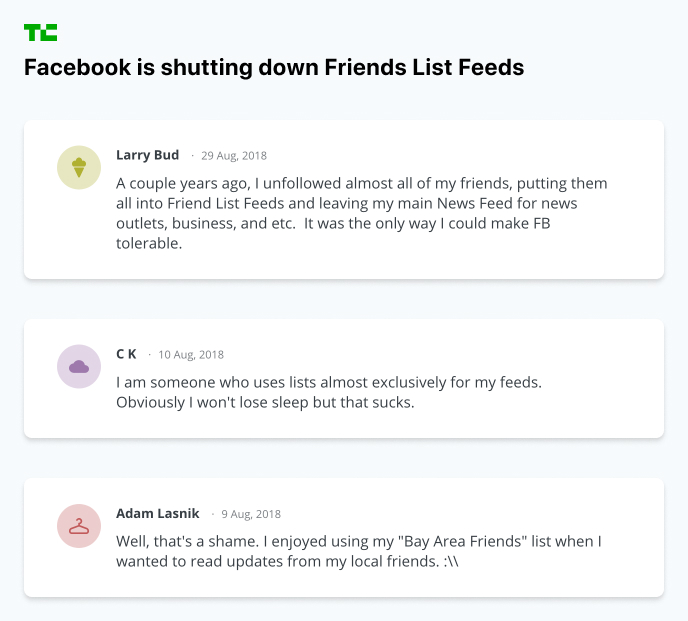 TC
Facebook is shutting down Friends List Feeds
Larry Bud · 29 Aug, 2018
A couple years ago, I unfollowed almost all of my friends, putting them
all into Friend List Feeds and leaving my main News Feed for news
outlets, business, and etc.  It was the only way I could make FB
tolerable.
C K · 10 Aug, 2018
I am someone who uses lists almost exclusively for my feeds.
Obviously I won't lose sleep but that sucks.
Adam Lasnik · 9 Aug, 2018
Well, that's a shame. I enjoyed using my "Bay Area Friends" list when I
wanted to read updates from my local friends. :\\